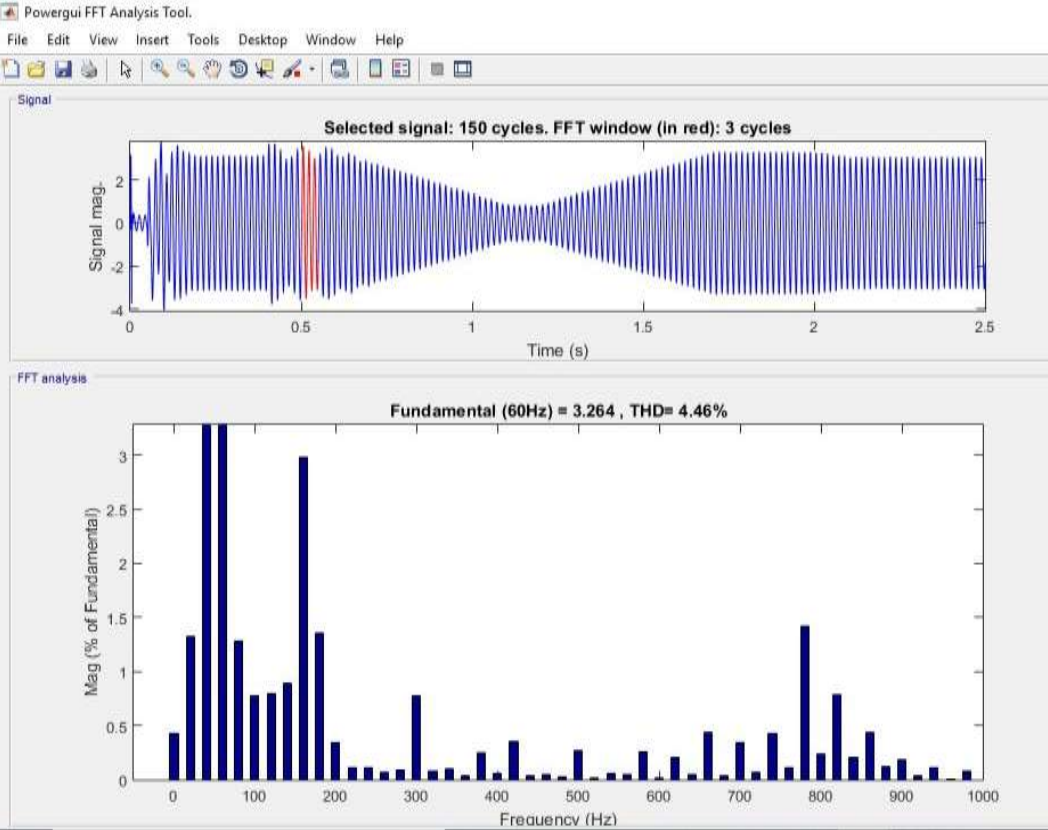 Powergui FFT Analysis Tool.
File Edit View Insert Tools Desktop Window Help
Signal
Selected signal: 150 cycles. FFT window (in red): 3 cycles
Signal mag.
2
0
-2
-4
0 0.5 1 1.5 2 2.5
Time (s)
FFT analysis
Fundamental (60Hz) = 3.264 , THD= 4.46%
Mag (% of Fundamental)
3
2.5
2
1.5
1
0.5
0
0 100 200 300 400 500 600 700 800 900 1000
Frequency (Hz)